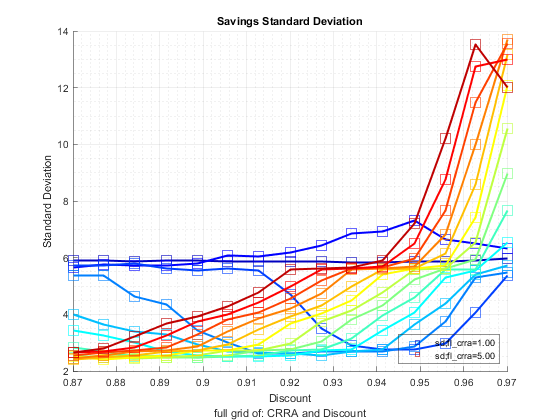 Savings Standard Deviation
Standard Deviation
14
12
10
8
6
4
2
sd;fl_crra=1.00
sd;fl_crra=5.00
0.87 0.88 0.89 0.9 0.91 0.92 0.93 0.94 0.95 0.96 0.97
Discount
full grid of: CRRA and Discount